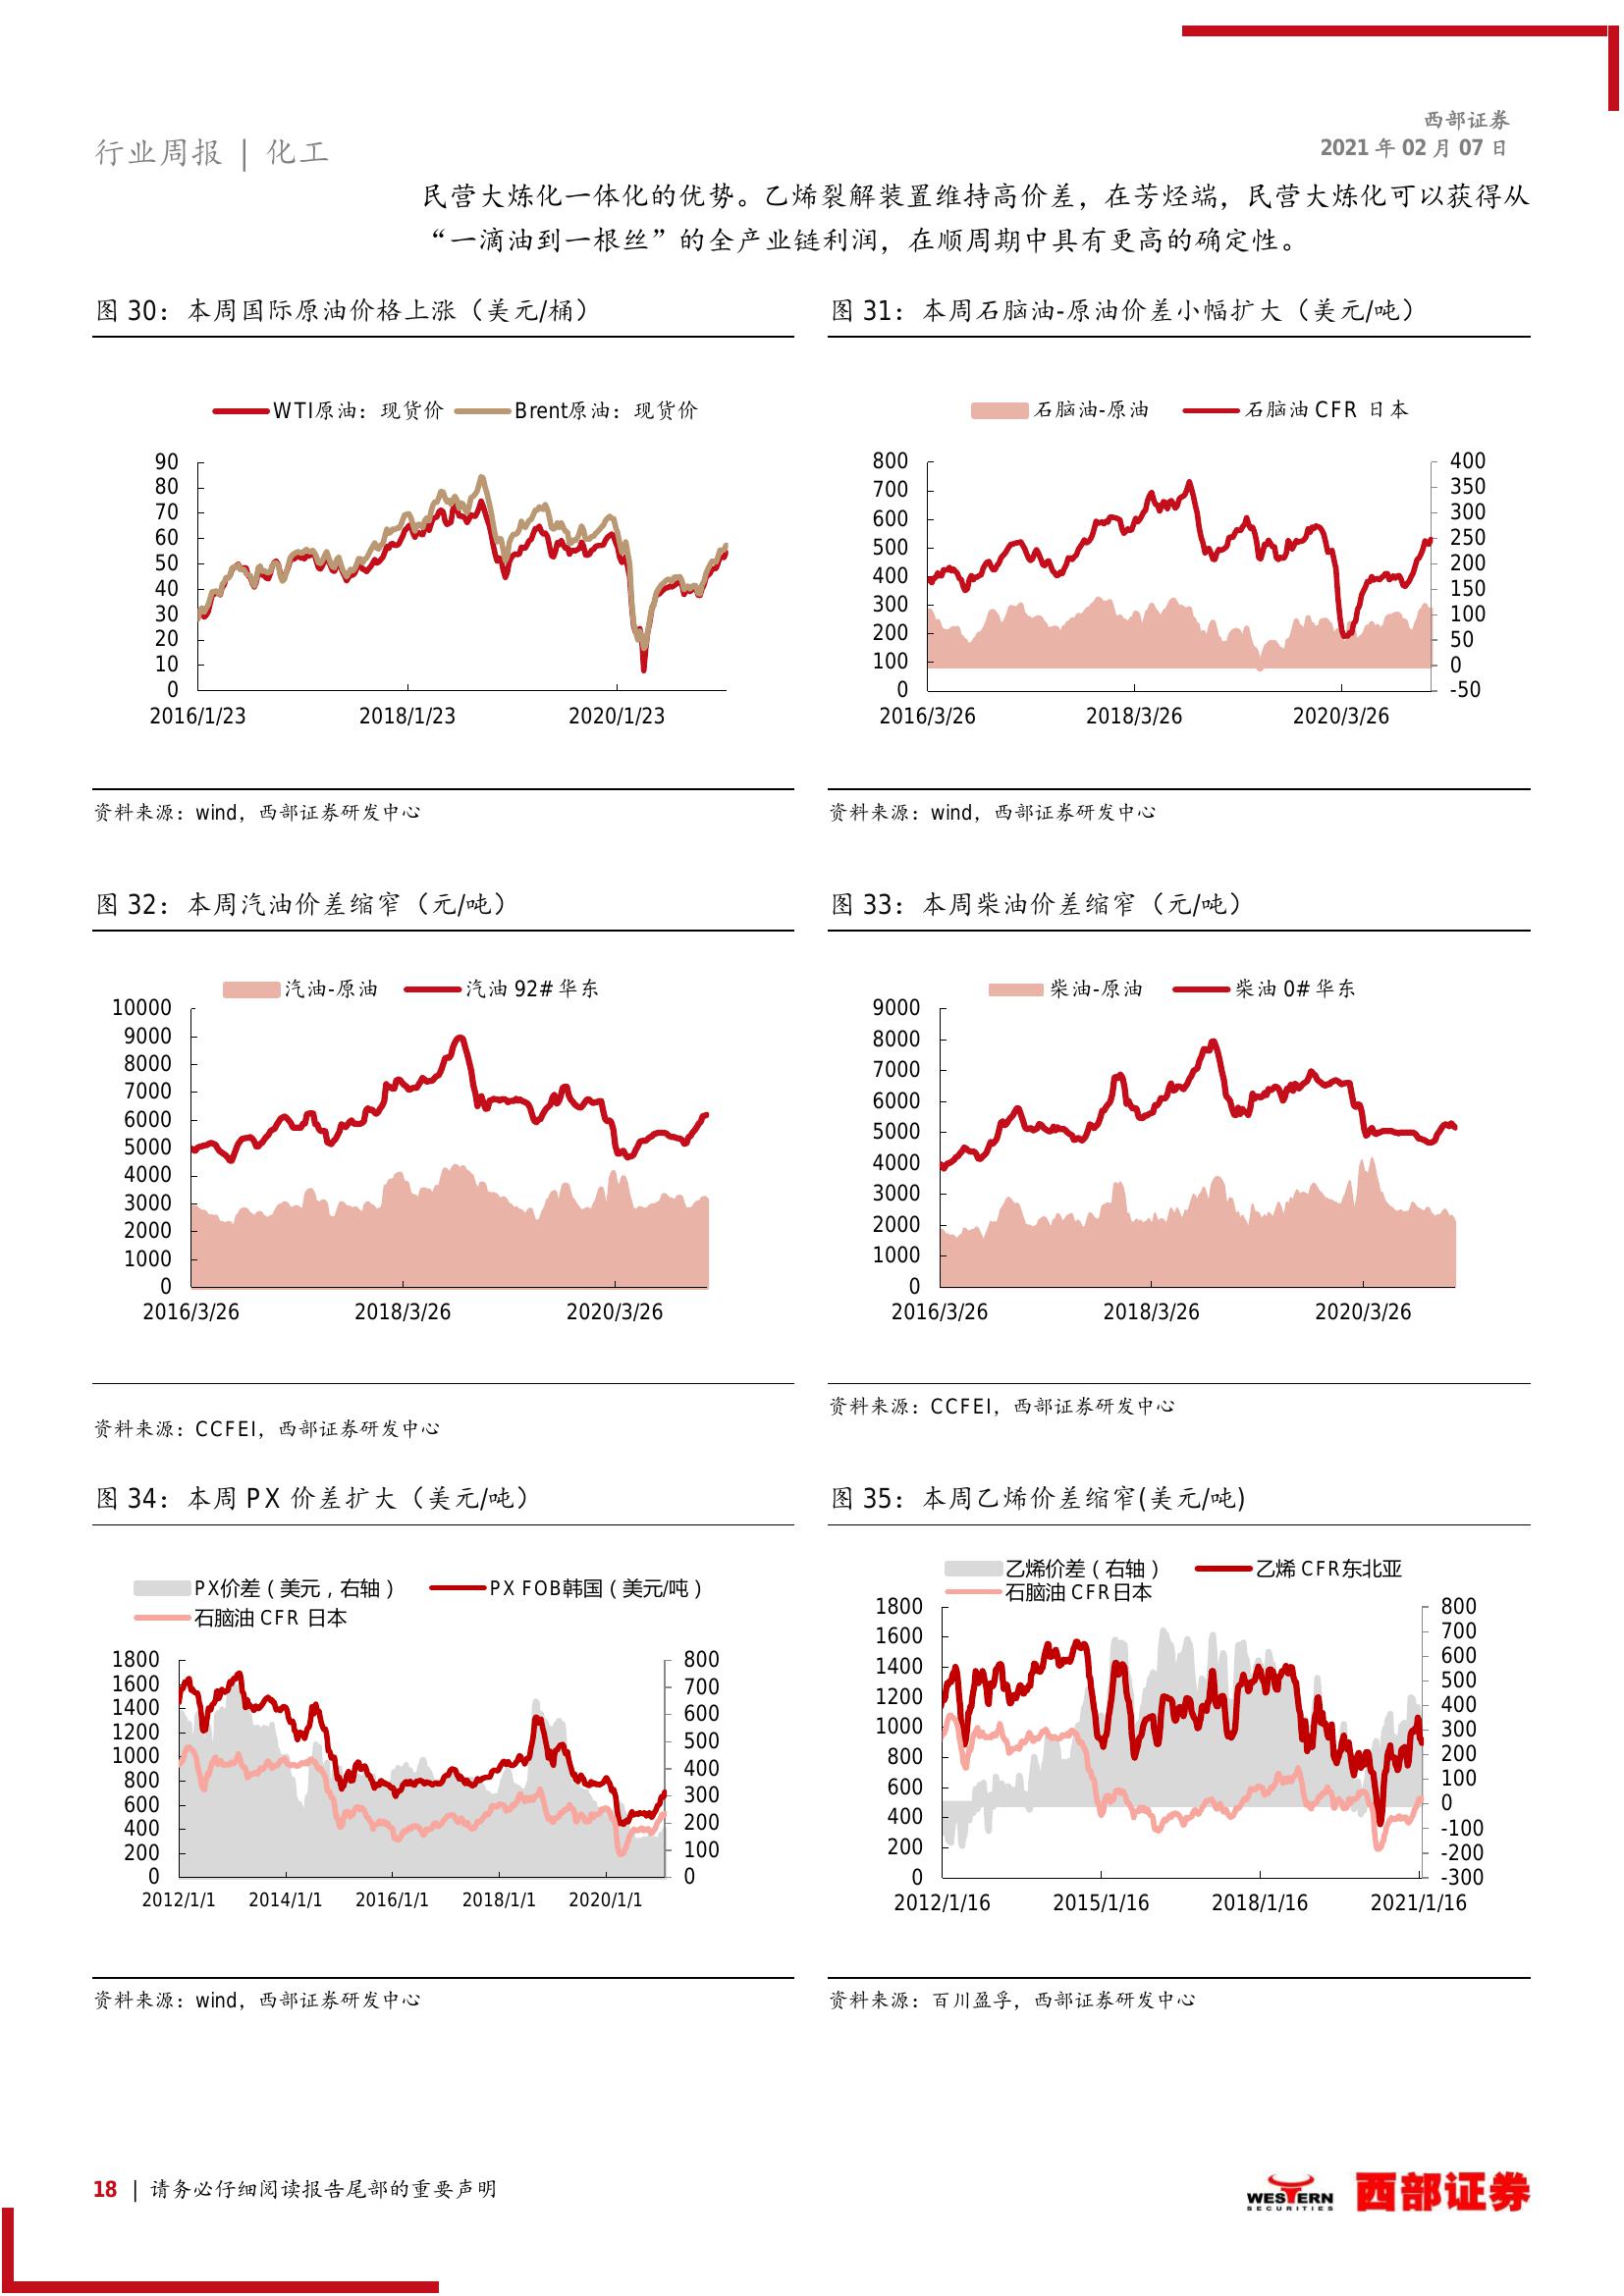 西部证券
行业周报 | 化工
2021 年 02 月 07 日
民营大炼化一体化的优势。乙烯裂解装置维持高价差，在芳烃端，民营大炼化可以获得从
“一滴油到一根丝”的全产业链利润，在顺周期中具有更高的确定性。
图 30：本周国际原油价格上涨（美元/桶）
WTI原油：现货价 Brent原油：现货价
90
80
70
60
50
40
30
20
10
0
2016/1/23 2018/1/23 2020/1/23
资料来源：wind，西部证券研发中心
图 31：本周石脑油-原油价差小幅扩大（美元/吨）
石脑油-原油 石脑油 CFR 日本
800 400
700 350
600 300
500 250
400 200
300 150
200 100
100 50
0 0
-50
2016/3/26 2018/3/26 2020/3/26
资料来源：wind，西部证券研发中心
图 32：本周汽油价差缩窄（元/吨）
汽油-原油 汽油 92# 华东
10000
9000
8000
7000
6000
5000
4000
3000
2000
1000
0
2016/3/26 2018/3/26 2020/3/26
资料来源：CCFEI，西部证券研发中心
图 33：本周柴油价差缩窄（元/吨）
柴油-原油 柴油 0# 华东
9000
8000
7000
6000
5000
4000
3000
2000
1000
0
2016/3/26 2018/3/26 2020/3/26
资料来源：CCFEI，西部证券研发中心
图 34：本周 PX 价差扩大（美元/吨）
PX价差（美元，右轴） PX FOB韩国（美元/吨）
石脑油 CFR 日本
1800 800
1600 700
1400 600
1200 500
1000 400
800 300
600 200
400 100
200 0
0
2012/1/1 2014/1/1 2016/1/1 2018/1/1 2020/1/1
资料来源：wind，西部证券研发中心
图 35：本周乙烯价差缩窄(美元/吨)
乙烯价差（右轴） 乙烯 CFR东北亚
石脑油 CFR日本
1800 800
1600 700
1400 600
1200 500
1000 400
800 300
600 200
400 100
200 0
0 -100
-200
-300
2012/1/16 2015/1/16 2018/1/16 2021/1/16
资料来源：百川盈孚，西部证券研发中心
18 | 请务必仔细阅读报告尾部的重要声明
WESTERN
SECURITIES
西部证券